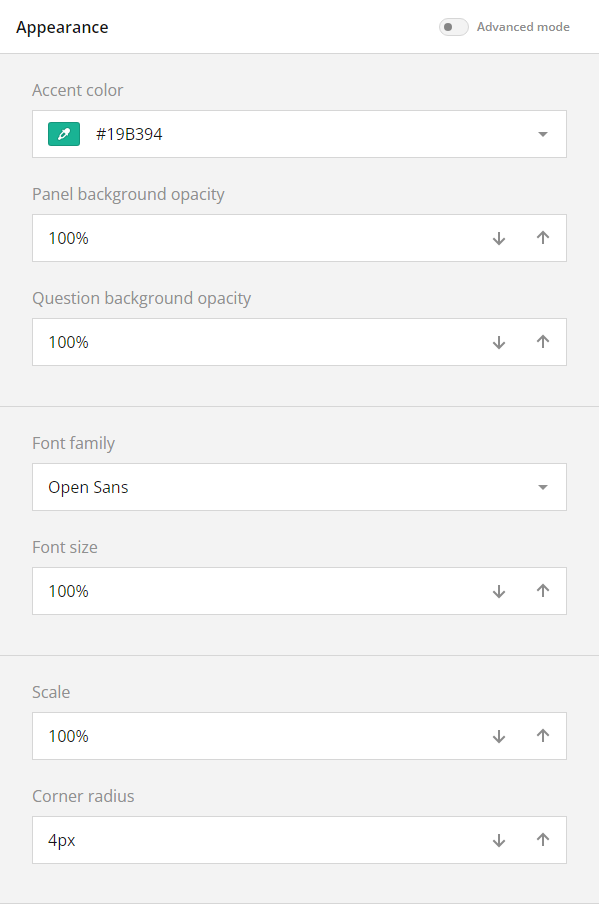 Appearance
Advanced mode
Accent color
#19B394
Panel background opacity
100%
Question background opacity
100%
Font family
Open Sans
Font size
100%
Scale
100%
Corner radius
4px